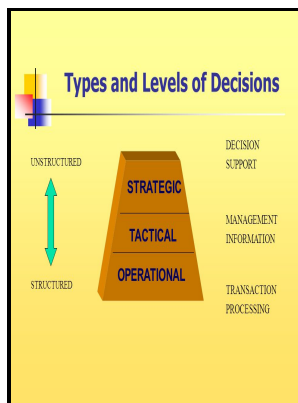 Types and Levels of Decisions
DECISION
SUPPORT
UNSTRUCTURED
STRATEGIC
MANAGEMENT
INFORMATION
TACTICAL
OPERATIONAL
STRUCTURED
TRANSACTION
PROCESSING